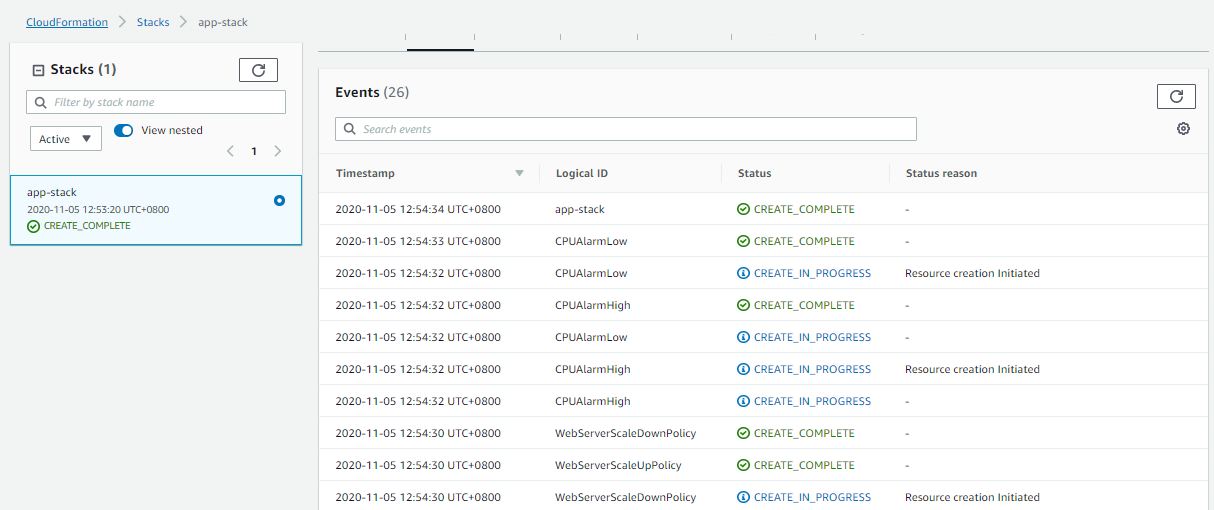 CloudFormation > Stacks > app-stack
Stacks (1)
Filter by stack name
Active View nested
1
app-stack
2020-11-05 12:53:20 UTC+0800
CREATE_COMPLETE
Events (26)
Search events
Timestamp Logical ID Status Status reason
2020-11-05 12:54:34 UTC+0800 app-stack CREATE_COMPLETE -
2020-11-05 12:54:33 UTC+0800 CPUAlarmLow CREATE_COMPLETE -
2020-11-05 12:54:32 UTC+0800 CPUAlarmLow CREATE_IN_PROGRESS Resource creation Initiated
2020-11-05 12:54:32 UTC+0800 CPUAlarmHigh CREATE_COMPLETE -
2020-11-05 12:54:32 UTC+0800 CPUAlarmLow CREATE_IN_PROGRESS -
2020-11-05 12:54:32 UTC+0800 CPUAlarmHigh CREATE_IN_PROGRESS Resource creation Initiated
2020-11-05 12:54:32 UTC+0800 CPUAlarmHigh CREATE_IN_PROGRESS -
2020-11-05 12:54:30 UTC+0800 WebServerScaleDownPolicy CREATE_COMPLETE -
2020-11-05 12:54:30 UTC+0800 WebServerScaleUpPolicy CREATE_COMPLETE -
2020-11-05 12:54:30 UTC+0800 WebServerScaleDownPolicy CREATE_IN_PROGRESS Resource creation Initiated